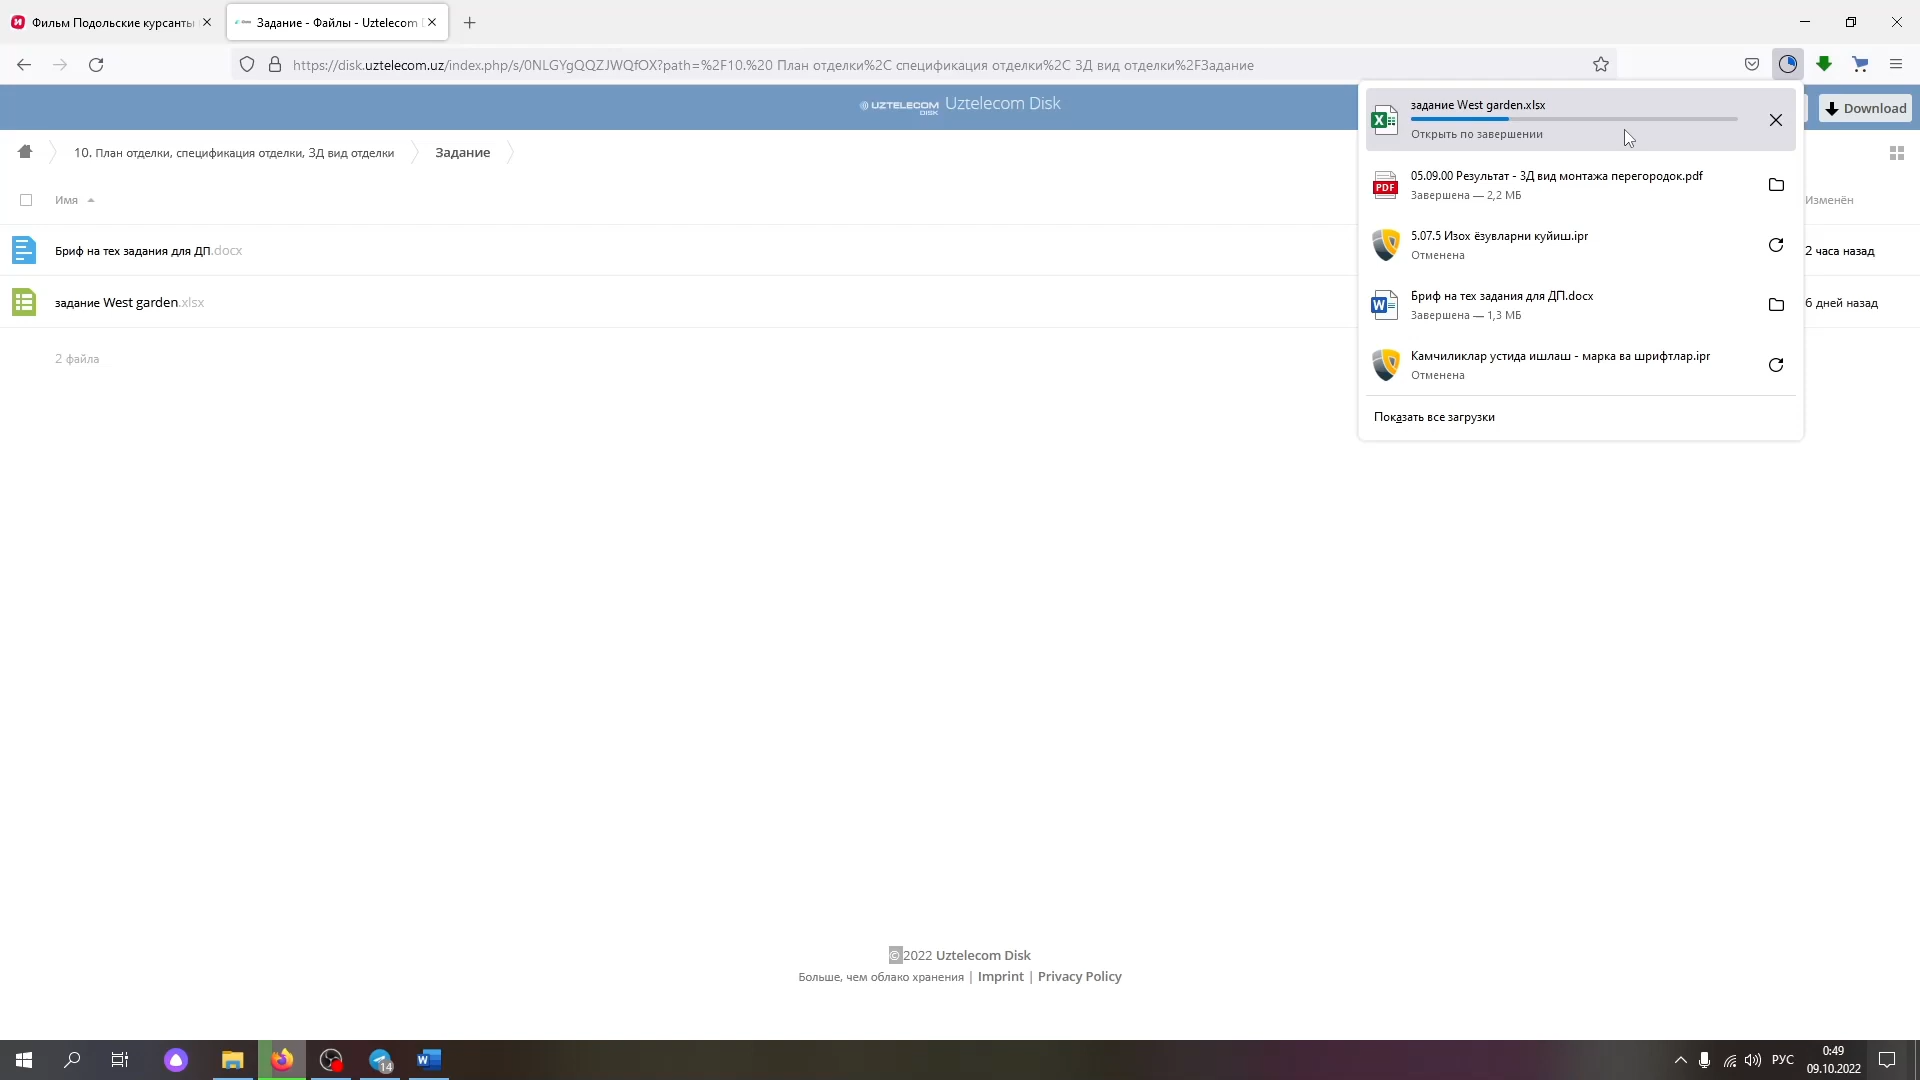 Фильм Подольские курсанты
Задание - Файлы - Uztelecom
https://disk.uztelecom.uz/index.php/s/0NLGYgQQZJWQfOX?path=%2F10.%20 План отделки%2C спецификация отделки%2C 3Д вид отделки%2FЗадание
UZTELECOM DISK Uztelecom Disk
Download
10. План отделки, спецификация отделки, 3Д вид отделки
Задание
Имя
Изменён
Бриф на тех задания для ДП.docx
2 часа назад
задание West garden.xlsx
6 дней назад
2 файла
задание West garden.xlsx
Открыть по завершении
05.09.00 Результат - 3Д вид монтажа перегородок.pdf
Завершена — 2,2 МБ
5.07.5 Изох ёзувларни куйиш.ipr
Отменена
Бриф на тех задания для ДП.docx
Завершена — 1,3 МБ
Камчиликлар устида ишлаш - марка ва шрифтлар.ipr
Отменена
Показать все загрузки
PDF
© 2022 Uztelecom Disk
Больше, чем облако хранения | Imprint | Privacy Policy
14
РУС
0:49
09.10.2022